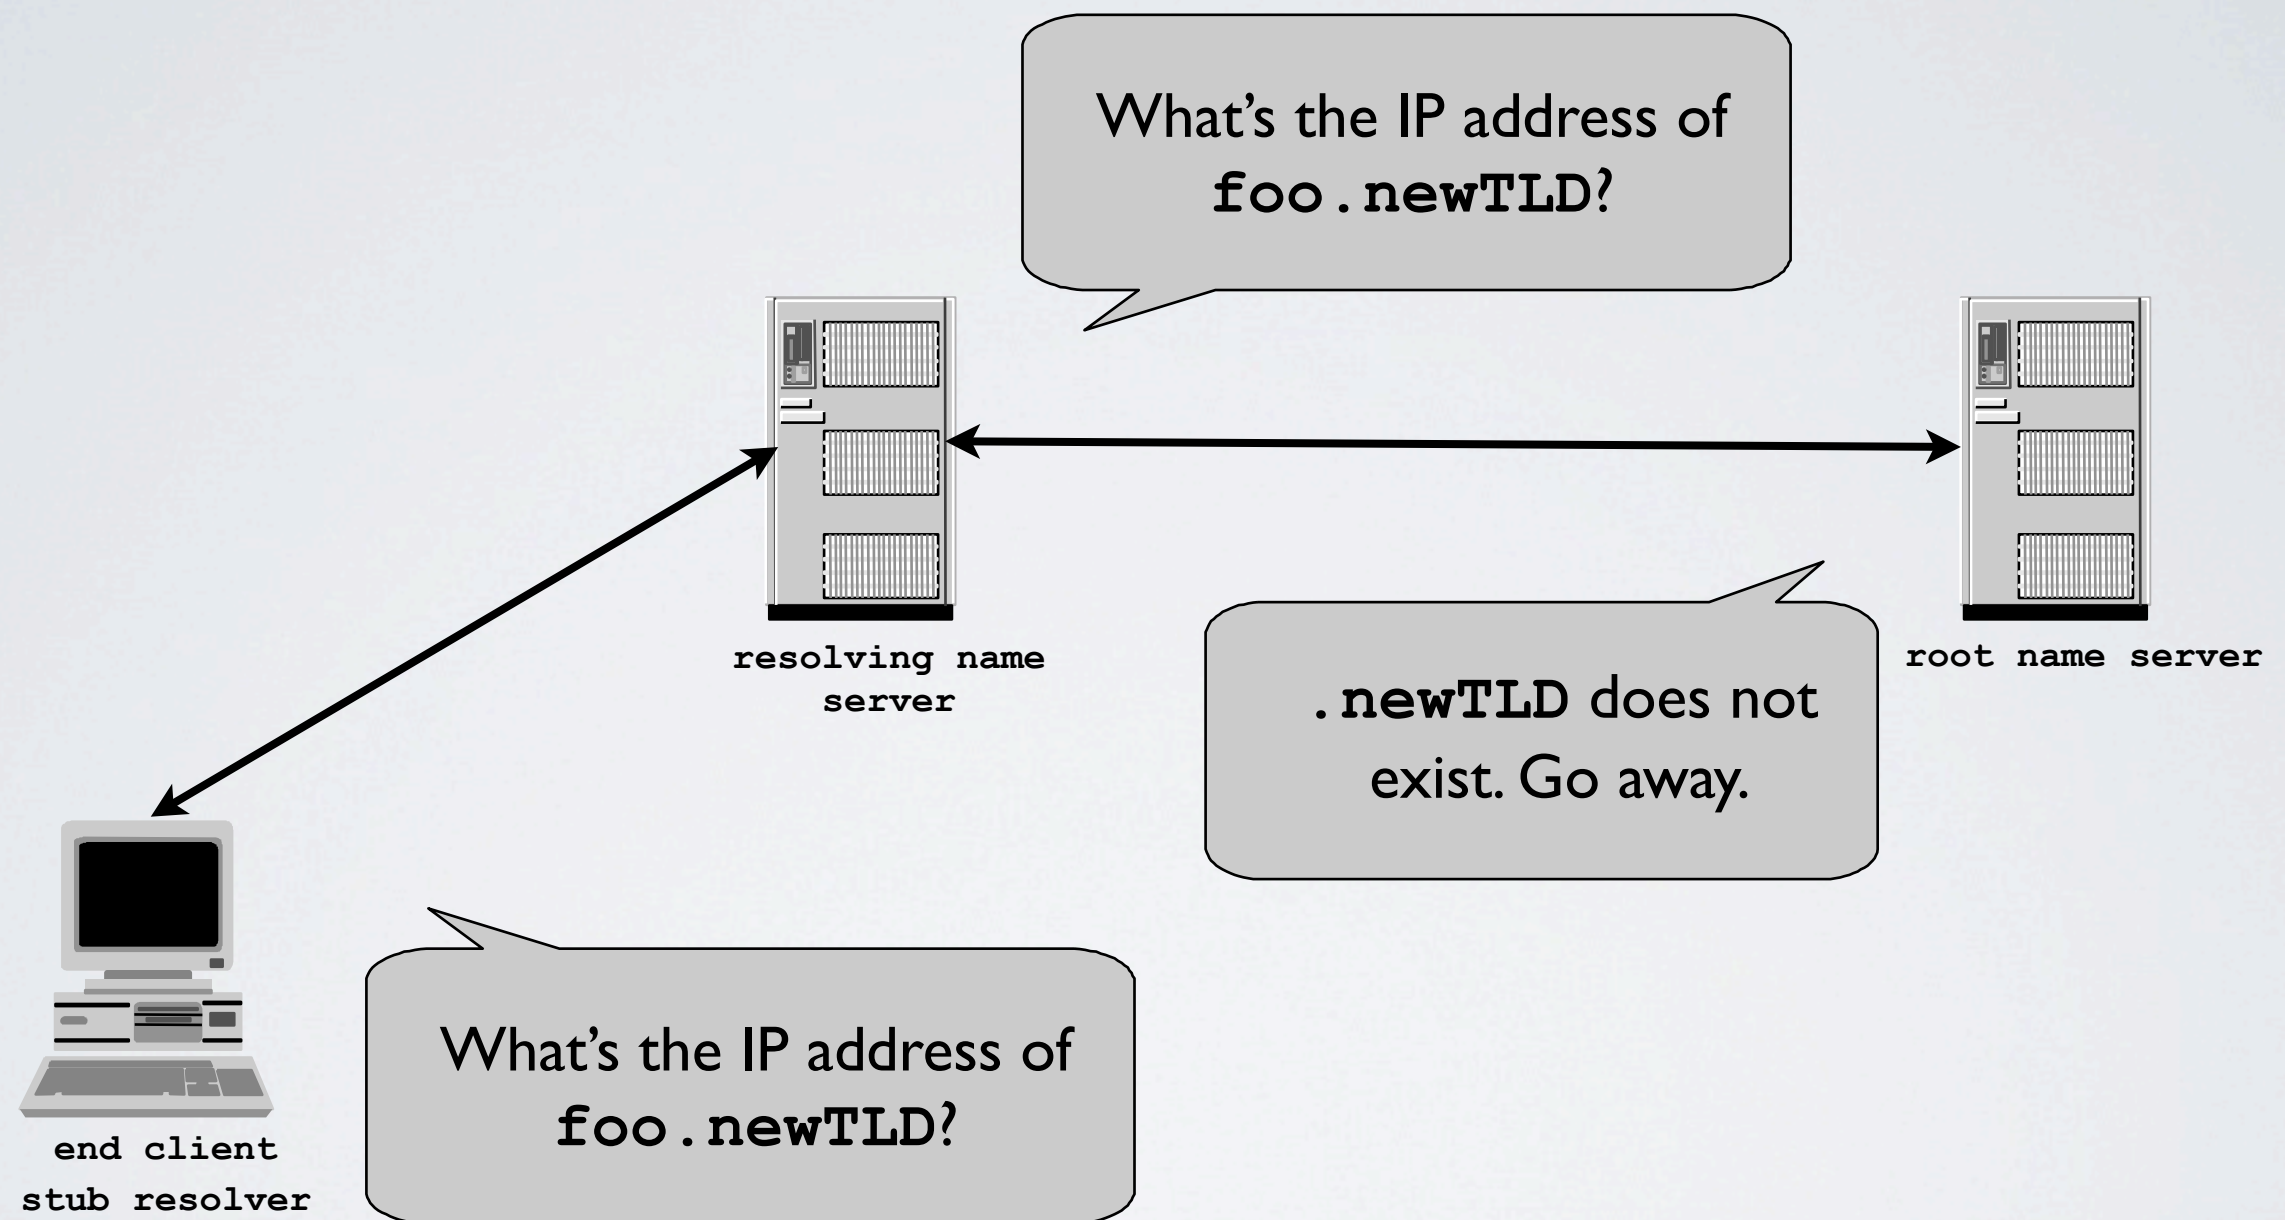 What’s the IP address of
foo.newTLD?
resolving name
server
root name server
.newTLD does not
exist. Go away.
What’s the IP address of
foo.newTLD?
end client
stub resolver